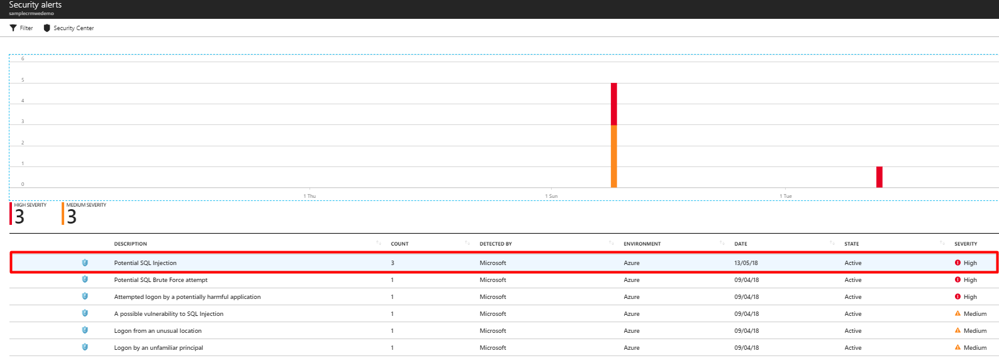 Security alerts
samplecrmwedemo
Filter Security Center
6
5
4
3
2
1
0
1 Thu 1 Sun 1 Tue
HIGH SEVERITY MEDIUM SEVERITY
3 3
DESCRIPTION COUNT DETECTED BY ENVIRONMENT DATE STATE SEVERITY
Potential SQL Injection 3 Microsoft Azure 13/05/18 Active High
Potential SQL Brute Force attempt 1 Microsoft Azure 09/04/18 Active High
Attempted logon by a potentially harmful application 1 Microsoft Azure 09/04/18 Active High
A possible vulnerability to SQL Injection 1 Microsoft Azure 09/04/18 Active Medium
Logon from an unusual location 1 Microsoft Azure 09/04/18 Active Medium
Logon by an unfamiliar principal 1 Microsoft Azure 09/04/18 Active Medium